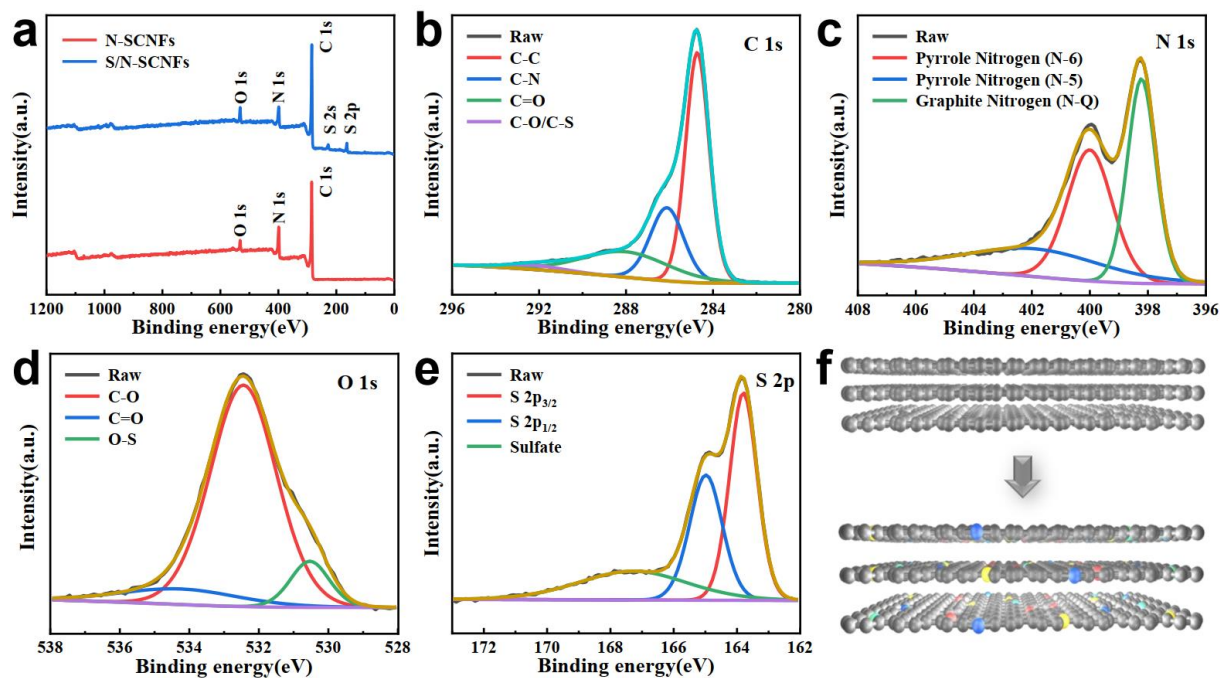 a
N-SCNFs
S/N-SCNFs
C 1s
O 1s
N 1s
S 2s
S 2p
C 1s
O 1s
N 1s
Intensity(a.u.)
1200 1000 800 600 400 200 0
Binding energy(eV)
b
C 1s
Raw
C-C
C-N
C=O
C-O/C-S
Intensity(a.u.)
296 292 288 284 280
Binding energy(eV)
c
N 1s
Raw
Pyrrole Nitrogen (N-6)
Pyrrole Nitrogen (N-5)
Graphite Nitrogen (N-Q)
Intensity(a.u.)
408 406 404 402 400 398 396
Binding energy(eV)
d
O 1s
Raw
C-O
C=O
O-S
Intensity(a.u.)
538 536 534 532 530 528
Binding energy(eV)
e
S 2p
Raw
S 2p3/2
S 2p1/2
Sulfate
Intensity(a.u.)
172 170 168 166 164 162
Binding energy(eV)
f